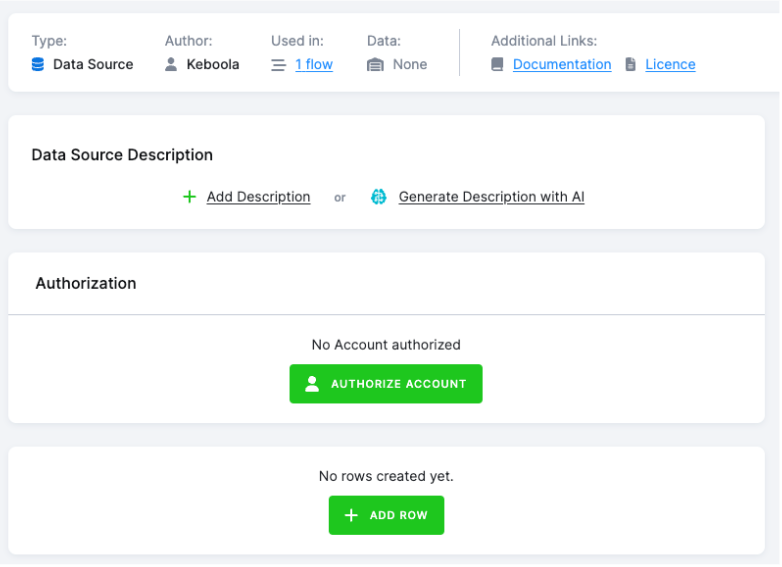 Type: Author: Used in: Data: Additional Links:
Data Source Keboola 1 flow None Documentation Licence
Data Source Description
Add Description or Generate Description with AI
Authorization
No Account authorized
AUTHORIZE ACCOUNT
No rows created yet.
ADD ROW